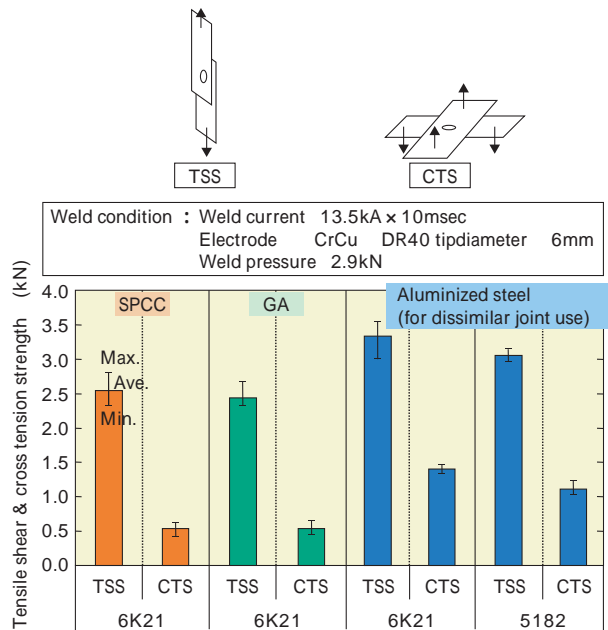 TSS
CTS
Weld condition : Weld current 13.5kA × 10msec
Electrode CrCu DR40 tipdiameter 6mm
Weld pressure 2.9kN
Tensile shear & cross tension strength (kN)
4.0
3.5
3.0
2.5
2.0
1.5
1.0
0.5
0.0
SPCC
GA
Aluminized steel
(for dissimilar joint use)
Max.
Ave.
Min.
TSS CTS TSS CTS TSS CTS TSS CTS
6K21 6K21 6K21 5182